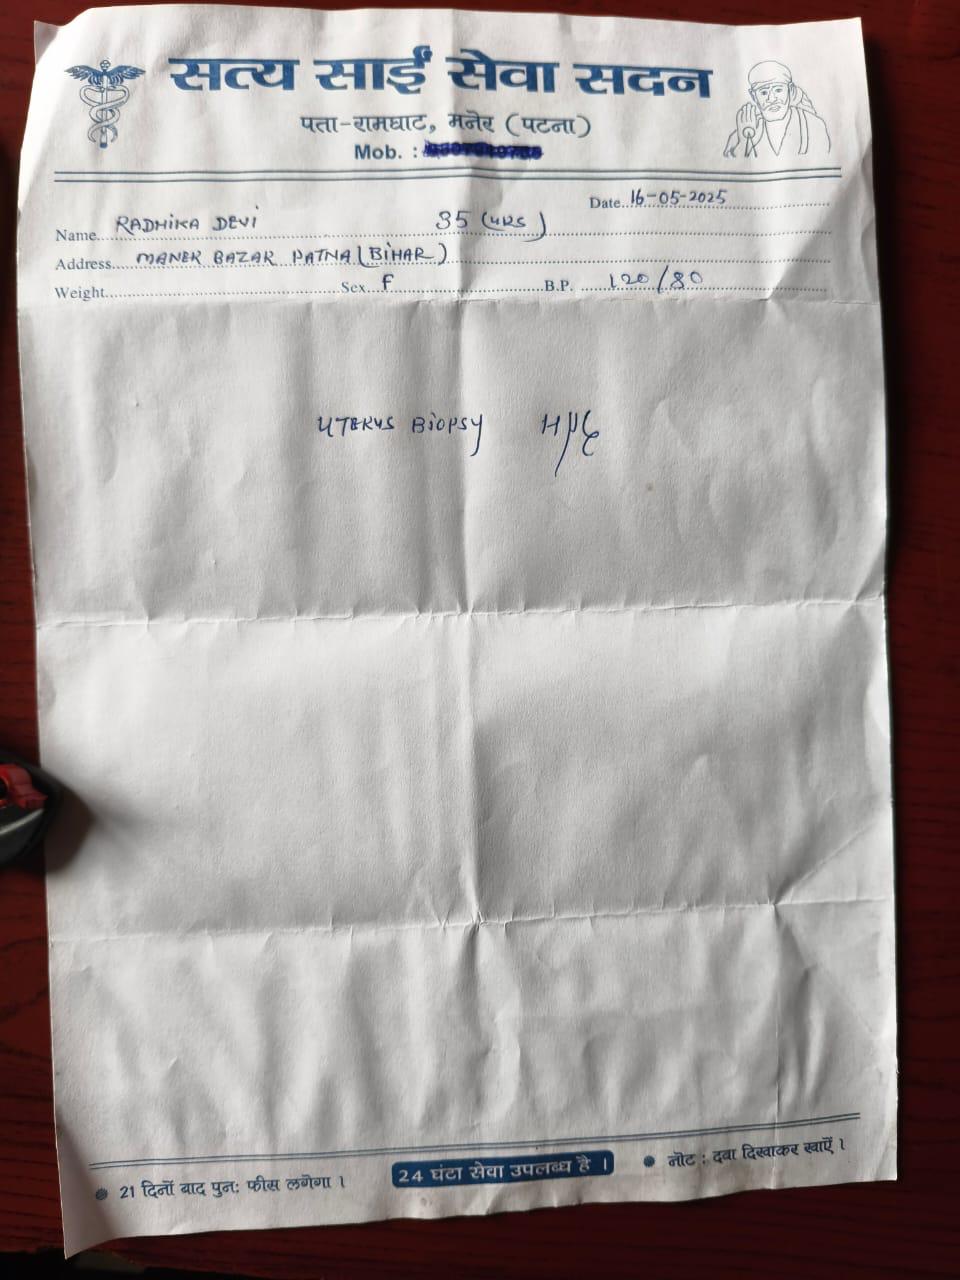 सत्य साईं सेवा सदन
पता-रामघाट, मनेर (पटना)
Mob. :
Date..16-05-2025
Name...RADHIKA DEVI 35 (YRS)
Address....MANER BAZAR PATNA (BIHAR)
Weight..........Sex...F..........B.P. ......120/80
UTERUS BIOPSY
21 दिनों बाद पुनः फीस लगेगा ।
24 घंटा सेवा उपलब्ध है ।
नोट : दवा दिखाकर खाएँ ।